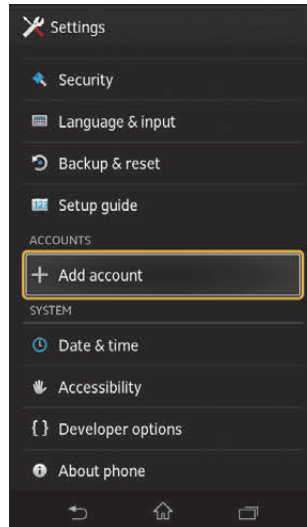 Settings
Security
Language & input
Backup & reset
Setup guide
ACCOUNTS
Add account
SYSTEM
Date & time
Accessibility
Developer options
About phone